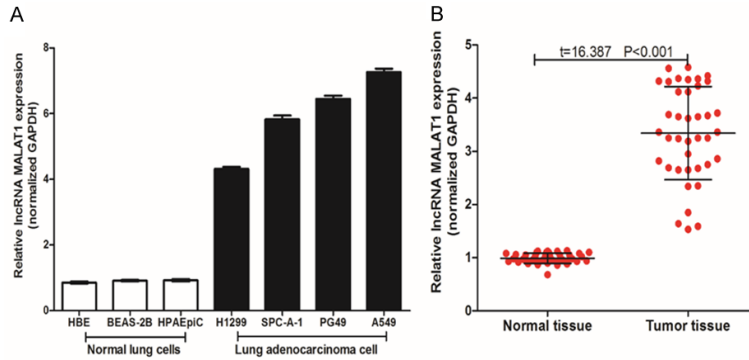 A
Relative lncRNA MALAT1 expression
(normalized GAPDH)
8
6
4
2
0
HBE BEAS-2B HPAEpiC H1299 SPC-A-1 PG49 A549
Normal lung cells Lung adenocarcinoma cell
B
Relative lncRNA MALAT1 expression
(normalized GAPDH)
5
4
3
2
1
0
t=16.387 P<0.001
Normal tissue Tumor tissue